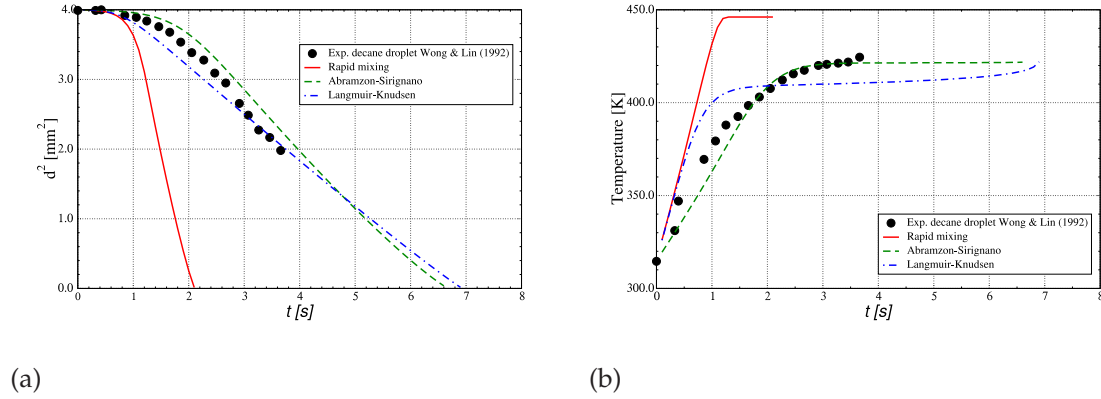 4.0
3.0
2.0
1.0
0.0
d² [mm²]
0
1
2
3
4
5
6
7
8
t [s]
Exp. decane droplet Wong & Lin (1992)
Rapid mixing
Abramzon-Sirignano
Langmuir-Knudsen
(a)
450.0
400.0
350.0
300.0
Temperature [K]
0
1
2
3
4
5
6
7
8
t [s]
Exp. decane droplet Wong & Lin (1992)
Rapid mixing
Abramzon-Sirignano
Langmuir-Knudsen
(b)